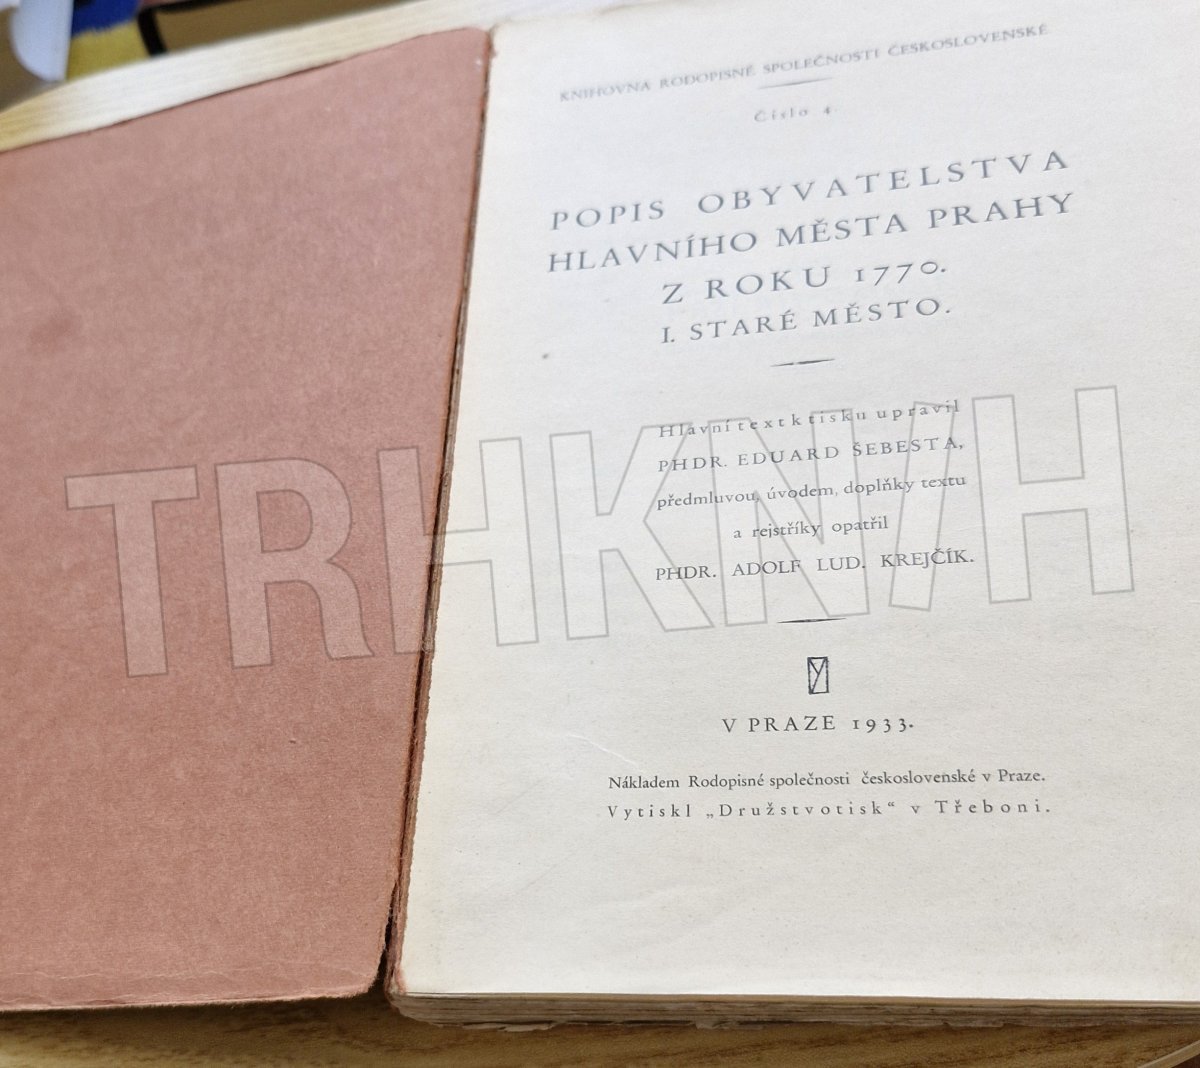 KNIHOVNA RODOPISNÉ SPOLEČNOSTI ČESKOSLOVENSKÉ
Číslo 4.
POPIS OBYVATELSTVA
HLAVNÍHO MĚSTA PRAHY
Z ROKU 1770.
I. STARÉ MĚSTO.
Hlavní text k tisku upravil
PHDR. EDUARD ŠEBESTA,
předmluvou, úvodem, doplňky textu
a rejstříky opatřil
PHDR. ADOLF LUD. KREJČÍK.
TRHKNIH
V PRAZE 1933.
Nákladem Rodopisné společnosti československé v Praze.
Vytiskl „Družstvotisk“ v Třeboni.